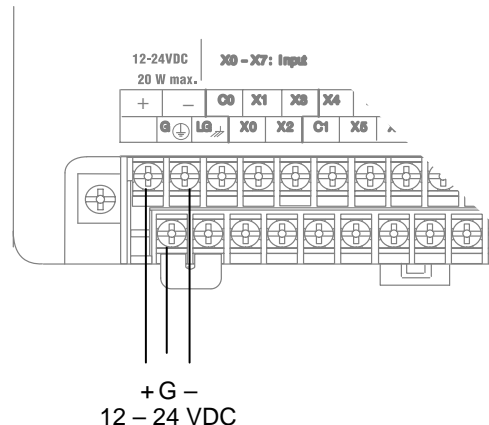 12-24VDC X0 - X7: Input
20 W max.
+ – C0 X1 X3 X4
G LG X0 X2 C1 X5
+ G –
12 – 24 VDC